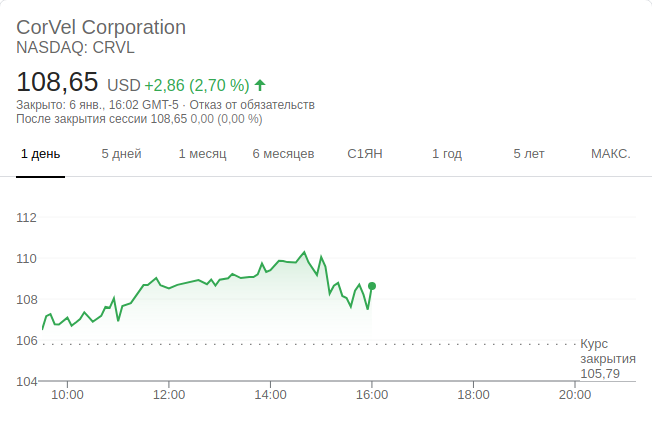 CorVel Corporation
NASDAQ: CRVL
108,65 USD +2,86 (2,70 %)
Закрыто: 6 янв., 16:02 GMT-5 · Отказ от обязательств
После закрытия сессии 108,65 0,00 (0,00 %)
1 день 5 дней 1 месяц 6 месяцев С1ЯН 1 год 5 лет МАКС.
112
110
108
106
Курс
закрытия
105,79
104
10:00 12:00 14:00 16:00 18:00 20:00